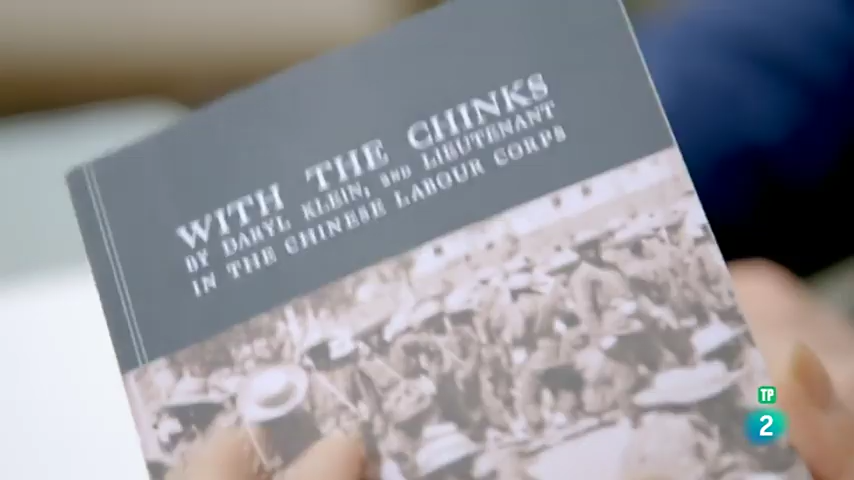 WITH THE CHINKS
BY DARYL KLEIN, 2ND LIEUTENANT
IN THE CHINESE LABOUR CORPS
TP
2